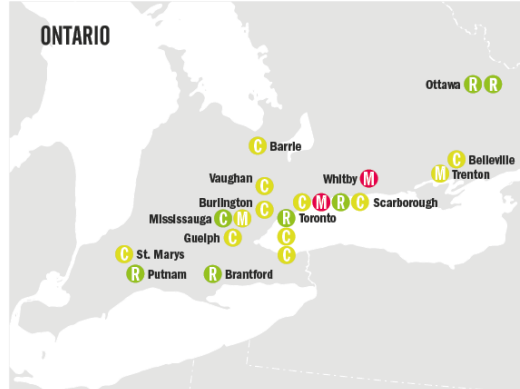 ONTARIO
Ottawa R R
C Barrie
C Belleville
M Trenton
Vaughan C
Whitby M
Burlington C
C M R C Scarborough
Mississauga C M
R Toronto
Guelph C
C
C St. Marys
C
R Putnam
R Brantford